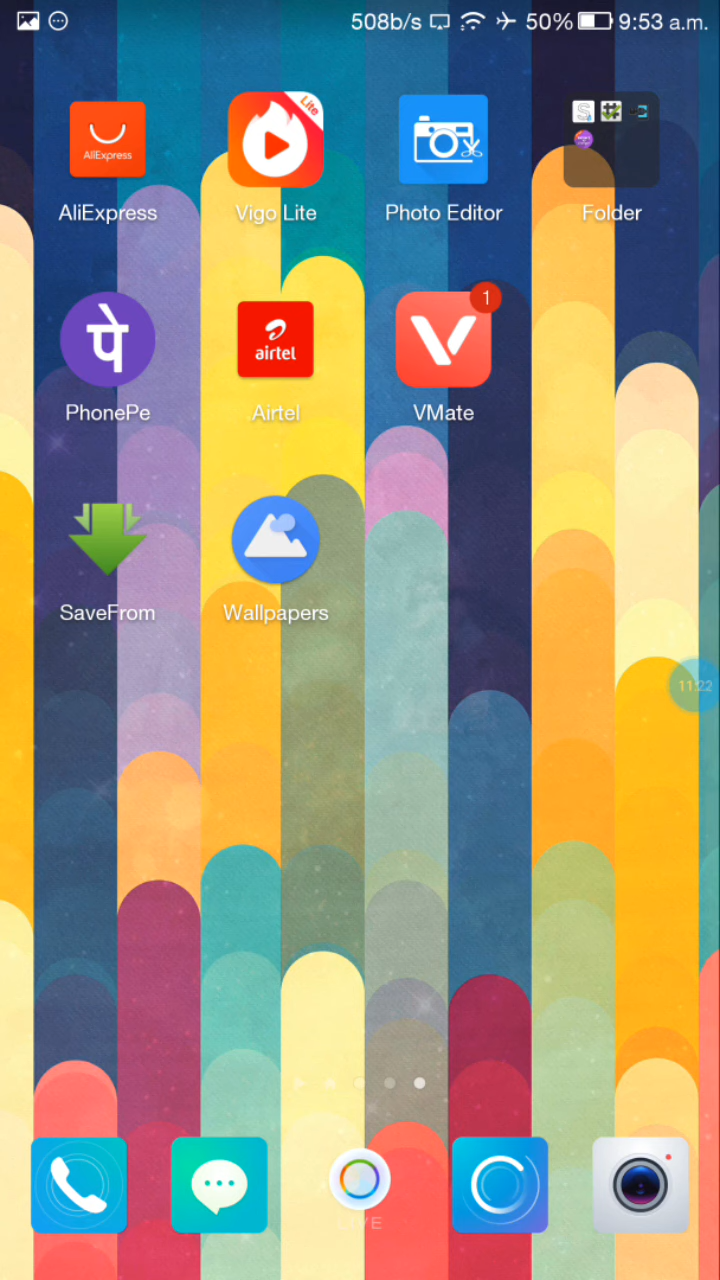 508b/s 50% 9:53 a.m.
AliExpress
Lite
AliExpress Vigo Lite Photo Editor Folder
पे
airtel
1
PhonePe Airtel VMate
SaveFrom Wallpapers
11:22
LIVE